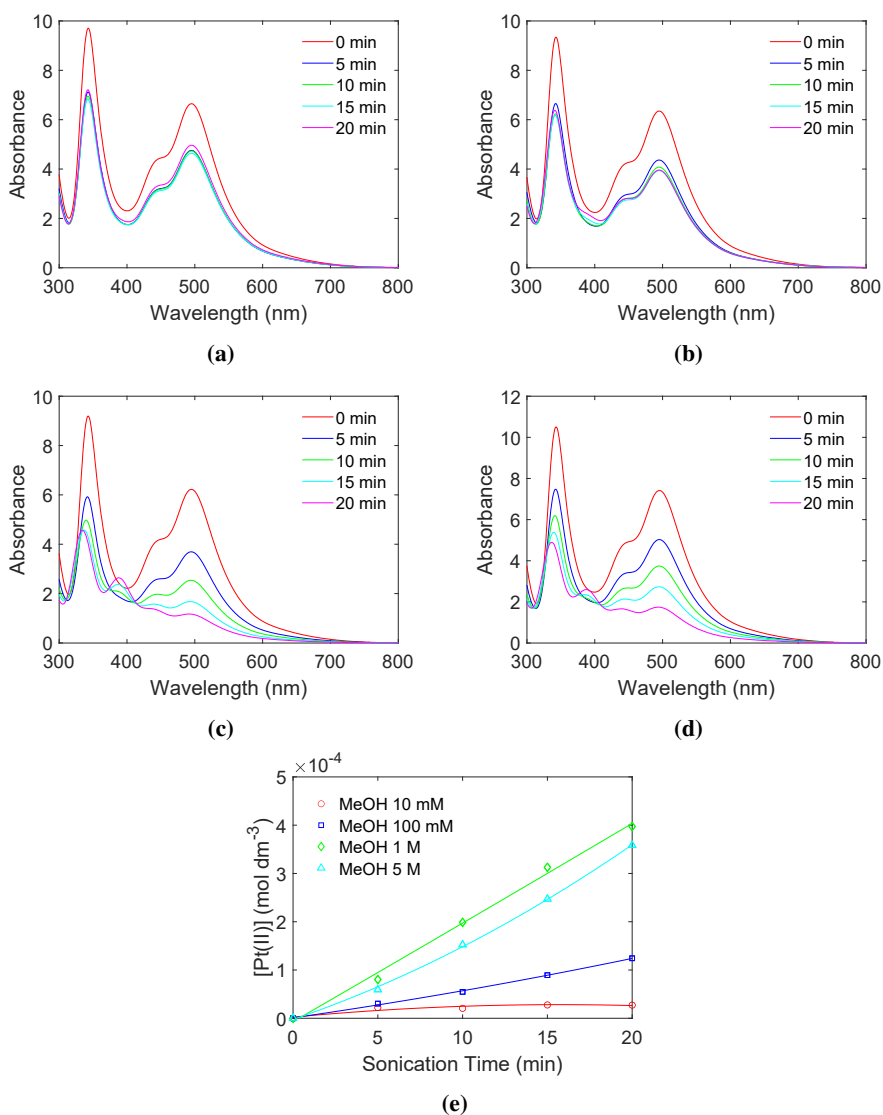 10
8
6
4
2
0
Absorbance
0 min
5 min
10 min
15 min
20 min
300 400 500 600 700 800
Wavelength (nm)
(a)
10
8
6
4
2
0
Absorbance
0 min
5 min
10 min
15 min
20 min
300 400 500 600 700 800
Wavelength (nm)
(b)
10
8
6
4
2
0
Absorbance
0 min
5 min
10 min
15 min
20 min
300 400 500 600 700 800
Wavelength (nm)
(c)
12
10
8
6
4
2
0
Absorbance
0 min
5 min
10 min
15 min
20 min
300 400 500 600 700 800
Wavelength (nm)
(d)
×10⁻⁴
5
4
3
2
1
0
[Pt(II)] (mol dm⁻³)
MeOH 10 mM
MeOH 100 mM
MeOH 1 M
MeOH 5 M
0 5 10 15 20
Sonication Time (min)
(e)